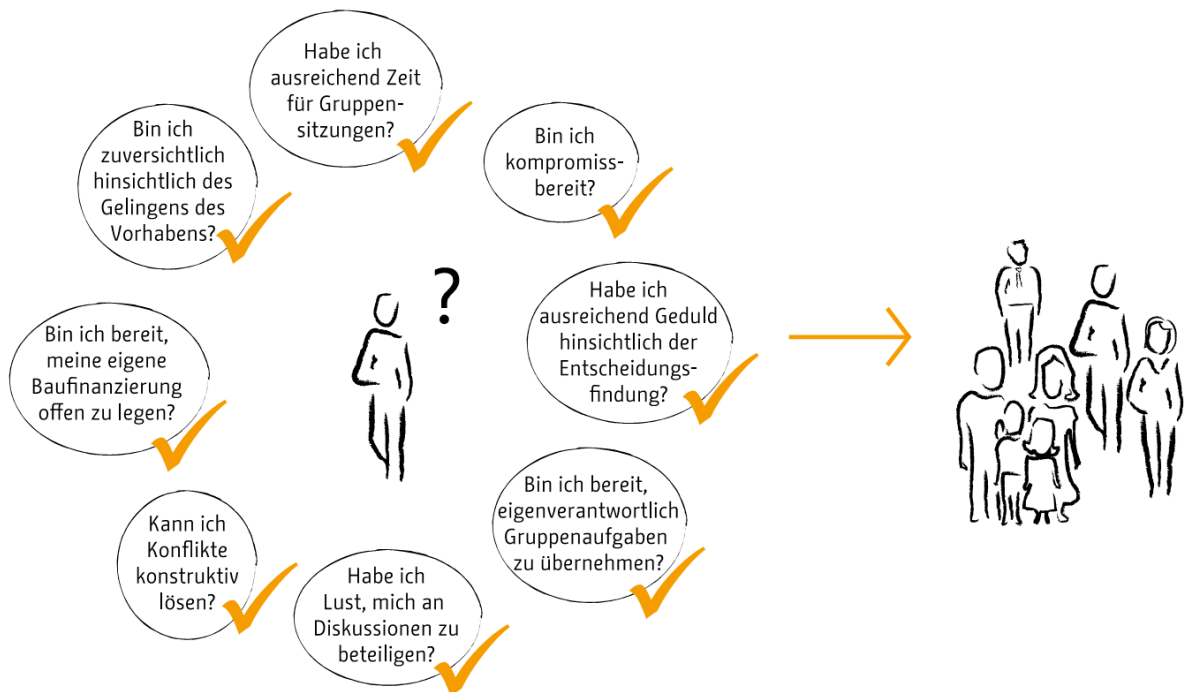 Habe ich
ausreichend Zeit
für Gruppen-
sitzungen?
Bin ich
kompromiss-
bereit?
Habe ich
ausreichend Geduld
hinsichtlich der
Entscheidungs-
findung?
Bin ich bereit,
eigenverantwortlich
Gruppenaufgaben
zu übernehmen?
Habe ich
Lust, mich an
Diskussionen zu
beteiligen?
Kann ich
Konflikte
konstruktiv
lösen?
Bin ich bereit,
meine eigene
Baufinanzierung
offen zu legen?
Bin ich
zuversichtlich
hinsichtlich des
Gelingens des
Vorhabens?
?